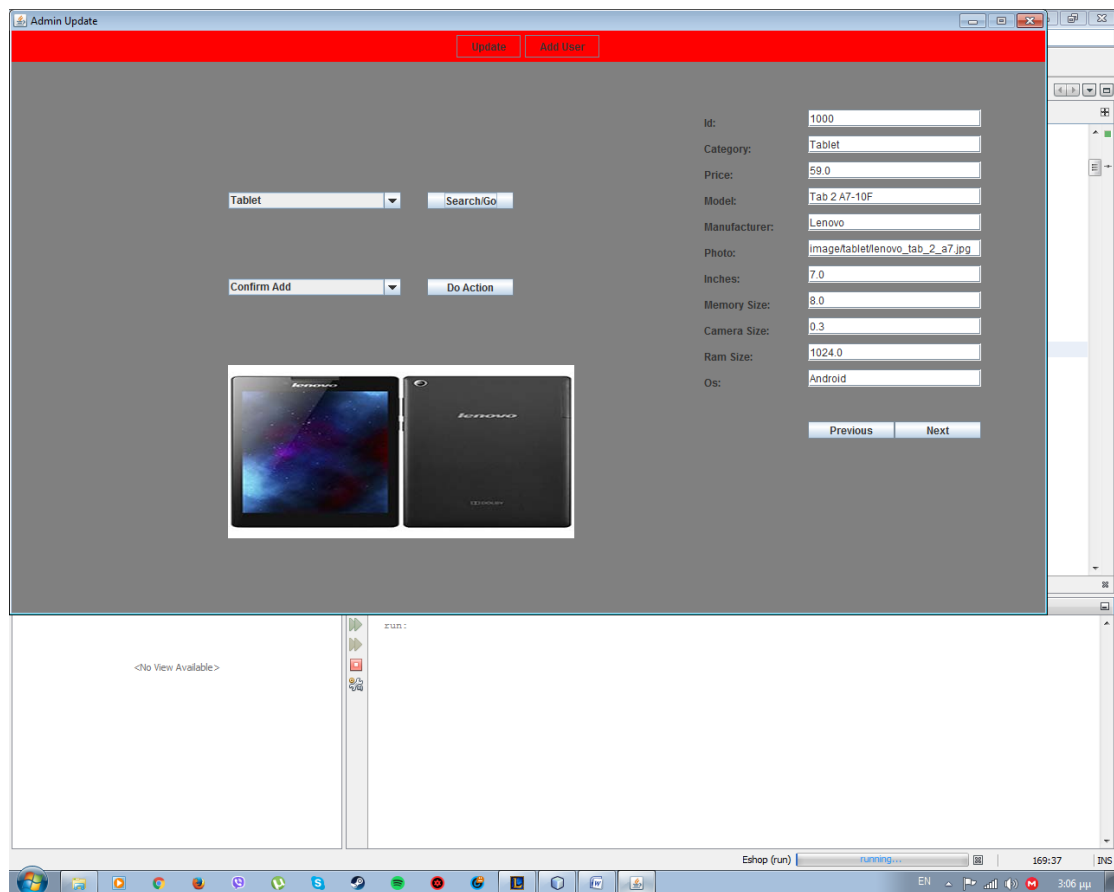 Admin Update
Update Add User
Id: 1000
Category: Tablet
Price: 59.0
Model: Tab 2 A7-10F
Manufacturer: Lenovo
Photo: image/tablet/lenovo_tab_2_a7.jpg
Inches: 7.0
Memory Size: 8.0
Camera Size: 0.3
Ram Size: 1024.0
Os: Android
Previous Next
Tablet Search/Go
Confirm Add Do Action
lenovo
lenovo
run:
<No View Available>
Eshop (run) running... 169:37 INS
EN 3:06 μμ